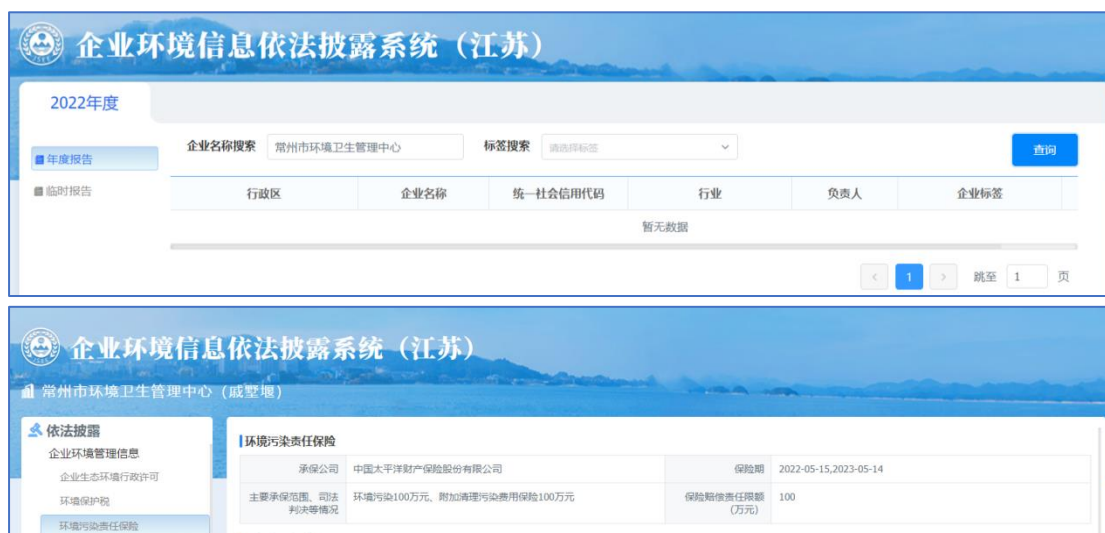 企业环境信息依法披露系统（江苏）
2022年度
年度报告
临时报告
企业名称搜索 常州市环境卫生管理中心 标签搜索 请选择标签 查询
行政区 企业名称 统一社会信用代码 行业 负责人 企业标签
暂无数据
< 1 > 跳至 1 页
企业环境信息依法披露系统（江苏）
常州市环境卫生管理中心（戚墅堰）
依法披露
企业环境管理信息
企业生态环境行政许可
环境保护税
环境污染责任保险
环境污染责任保险
承保公司 中国太平洋财产保险股份有限公司 保险期 2022-05-15,2023-05-14
主要承保范围、司法 环境污染100万元、附加清理污染费用保险100万元 保险赔偿责任限额 100
判决等情况 (万元)